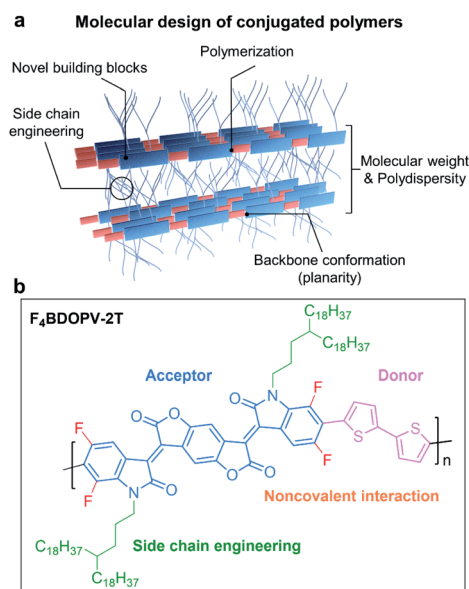 a
Molecular design of conjugated polymers
Polymerization
Novel building blocks
Side chain
engineering
Molecular weight
& Polydispersity
Backbone conformation
(planarity)
b
F₄BDOPV-2T
C₁₈H₃₇
C₁₈H₃₇
Acceptor
Donor
O
N
F
F
O
O
S
S
n
F
O
O
F
N
O
Noncovalent interaction
C₁₈H₃₇
C₁₈H₃₇
Side chain engineering